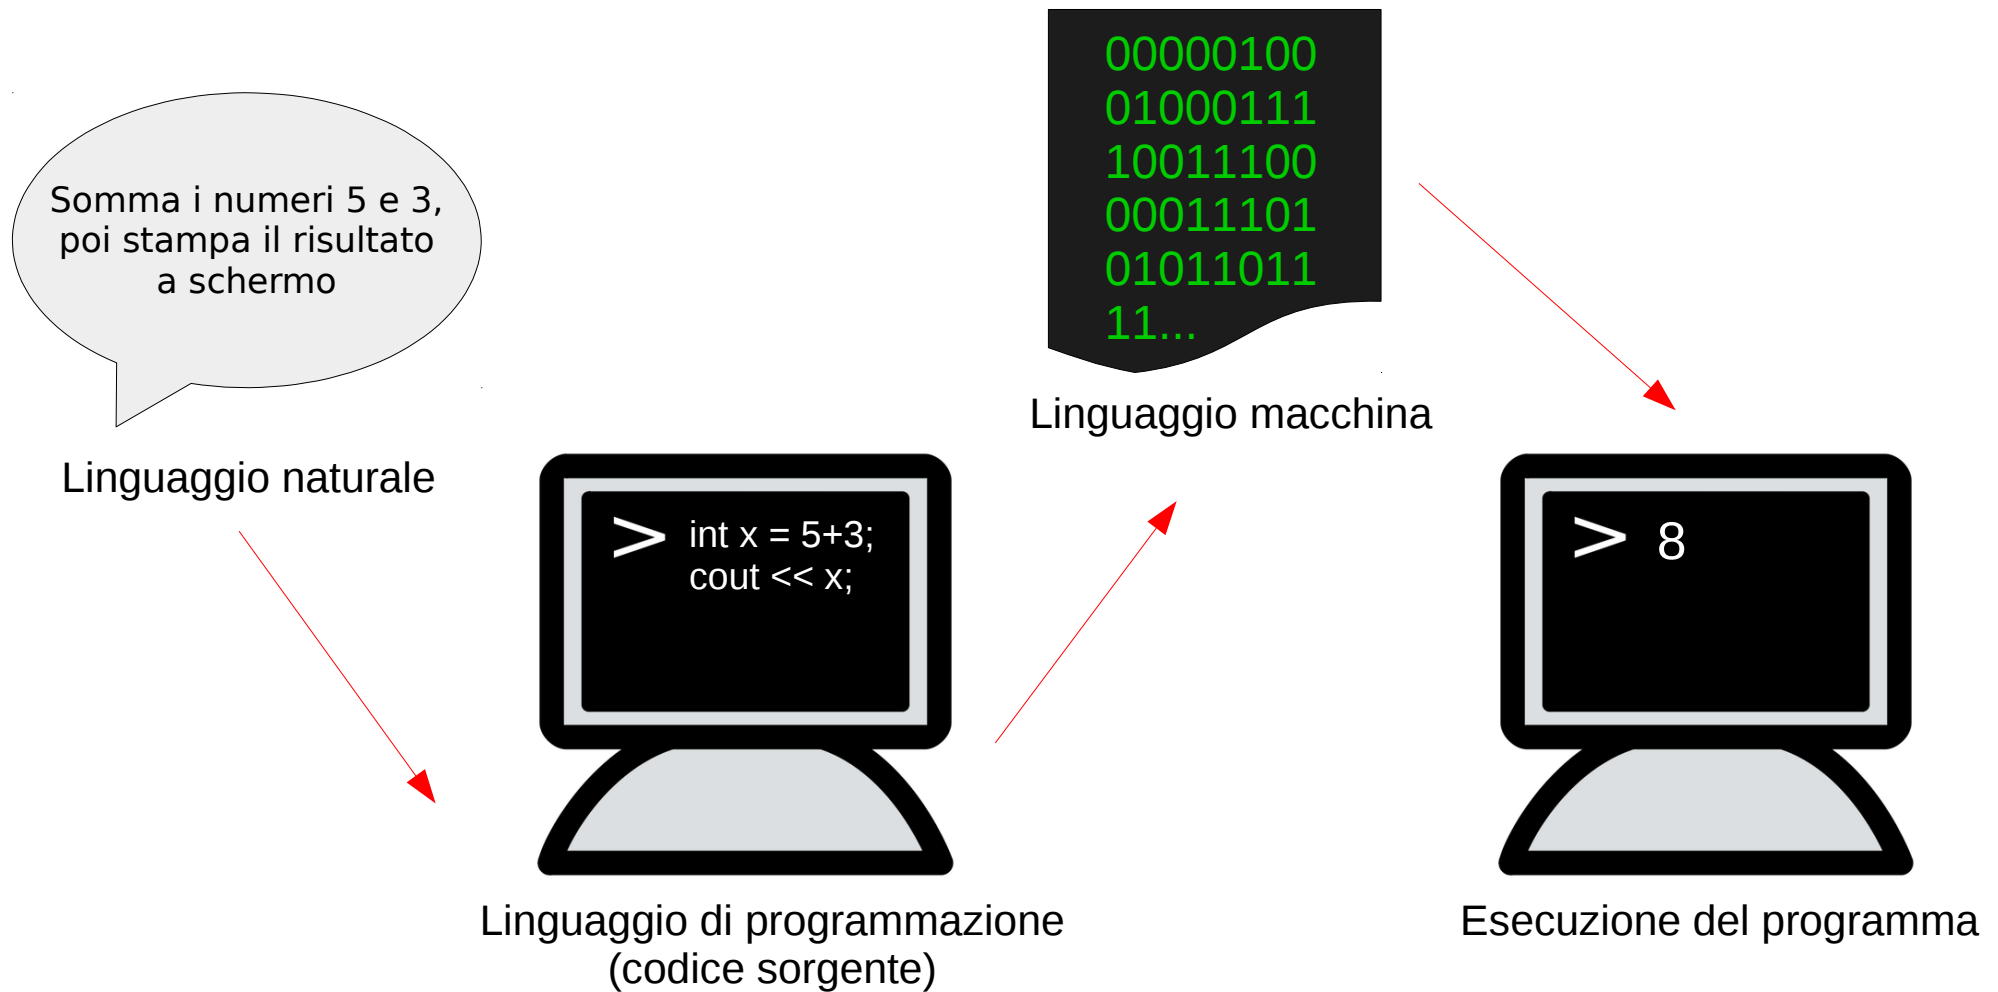 Somma i numeri 5 e 3,
poi stampa il risultato
a schermo
Linguaggio naturale
> int x = 5+3;
cout << x;
Linguaggio di programmazione
(codice sorgente)
00000100
01000111
10011100
00011101
01011011
11...
Linguaggio macchina
> 8
Esecuzione del programma